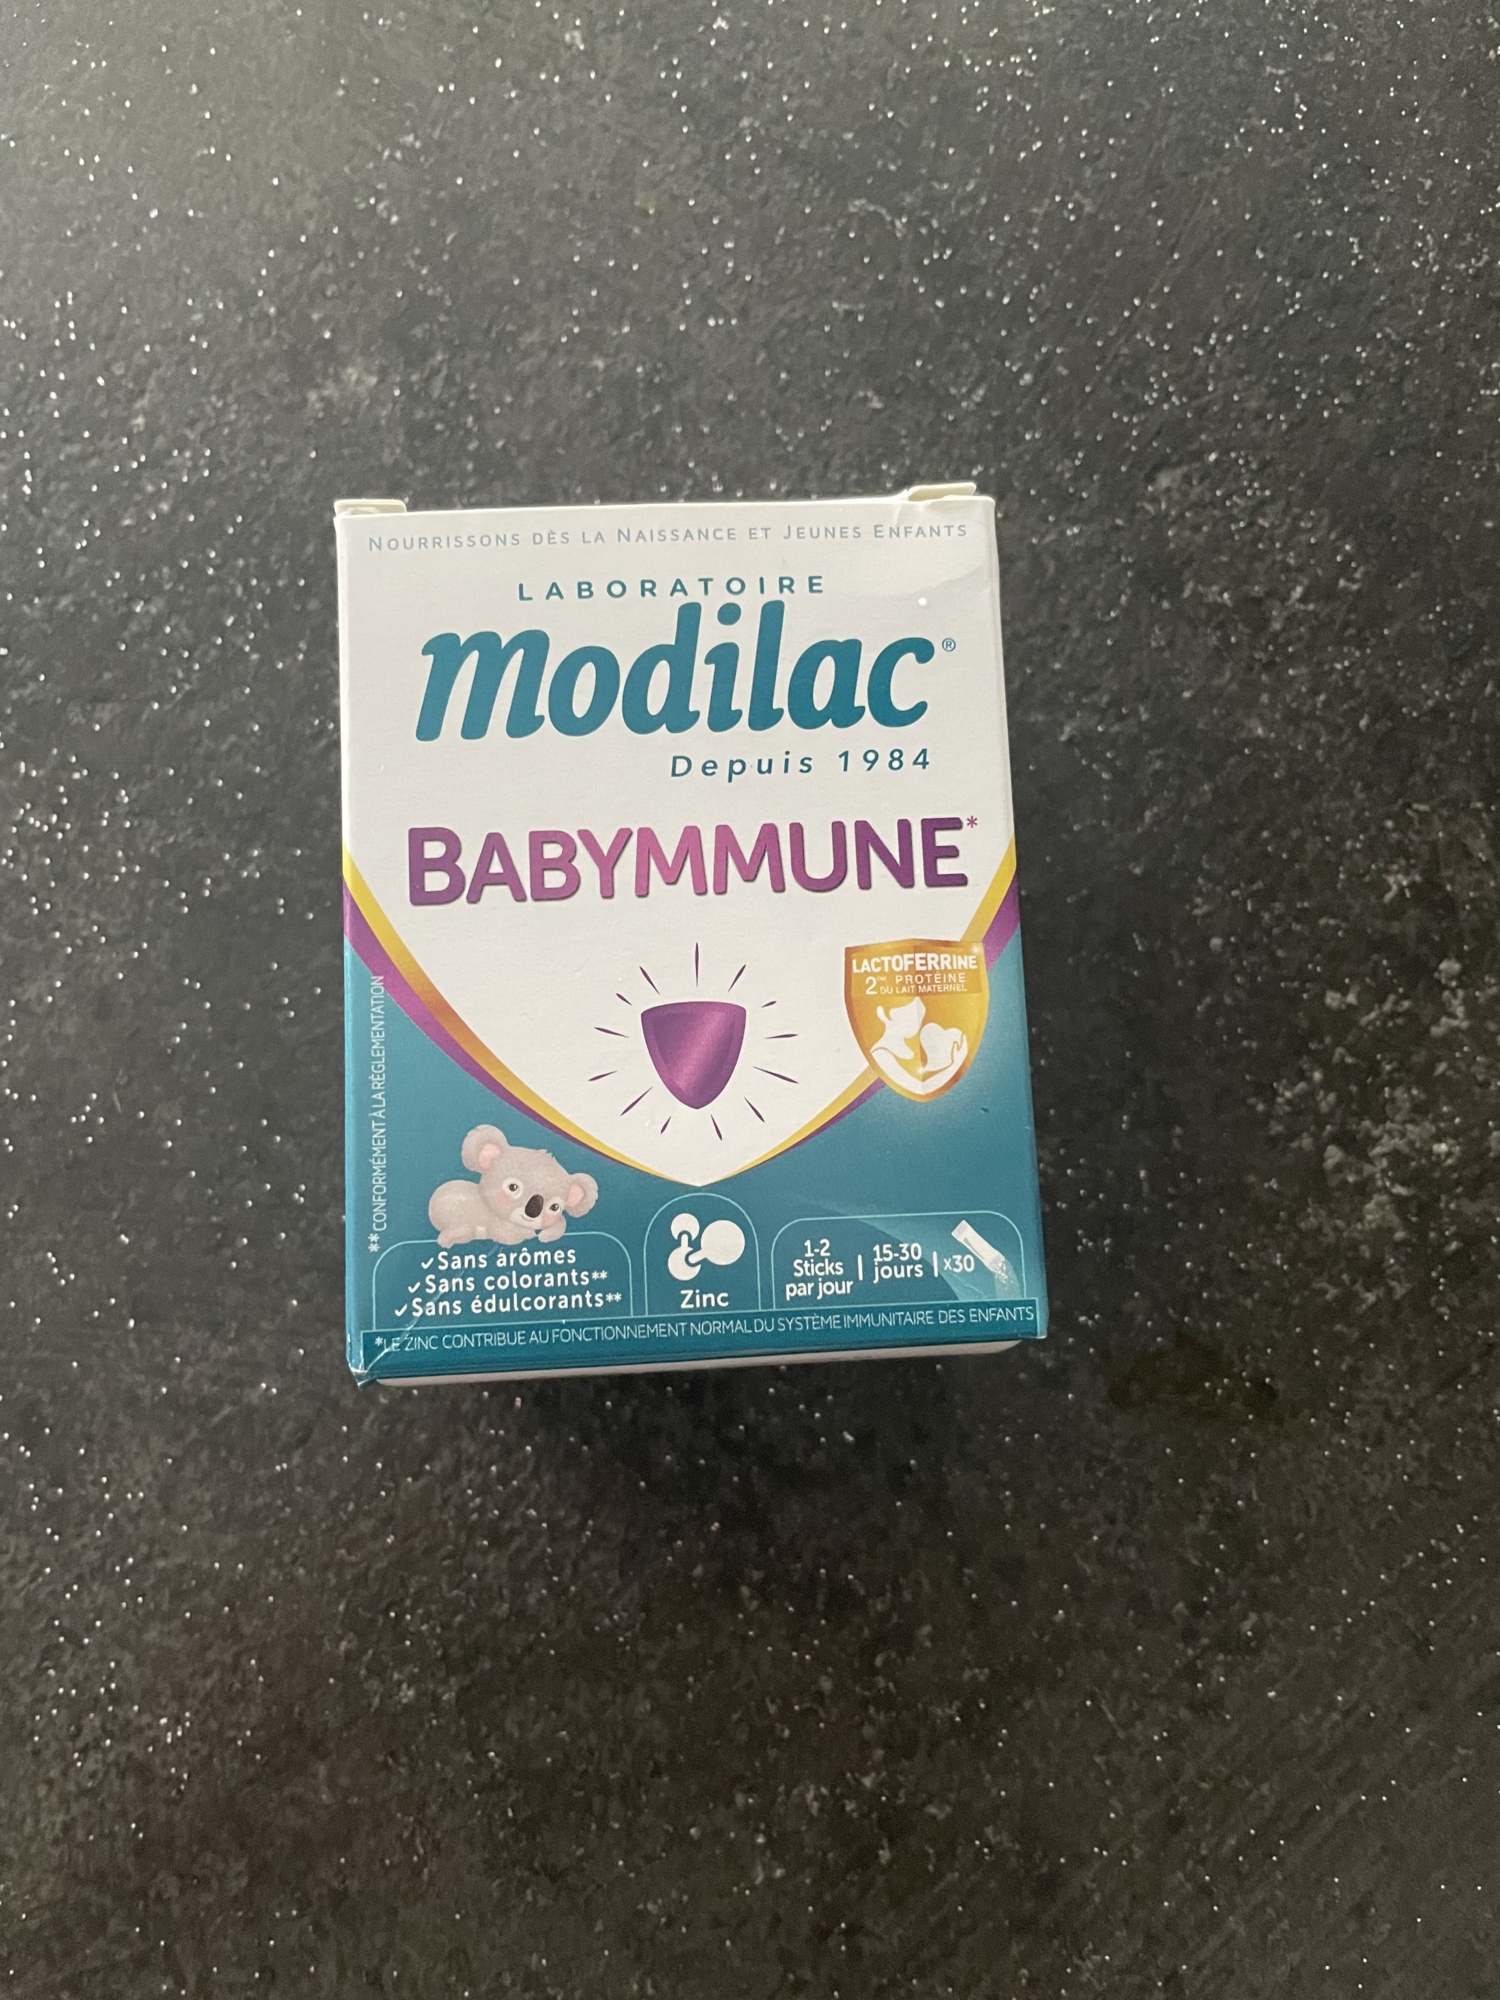 NOURRISSONS DÈS LA NAISSANCE ET JEUNES ENFANTS
LABORATOIRE
Modilac®
Depuis 1984
BABYMMUNE*
LACTOFERRINE
2ème PROTÉINE
DU LAIT MATERNEL
** CONFORMÉMENT À LA RÉGLEMENTATION
✓Sans arômes
✓Sans colorants**
✓Sans édulcorants**
Zinc
1-2
Sticks
par jour
15-30
jours
x30
*LE ZINC CONTRIBUE AU FONCTIONNEMENT NORMAL DU SYSTÈME IMMUNITAIRE DES ENFANTS